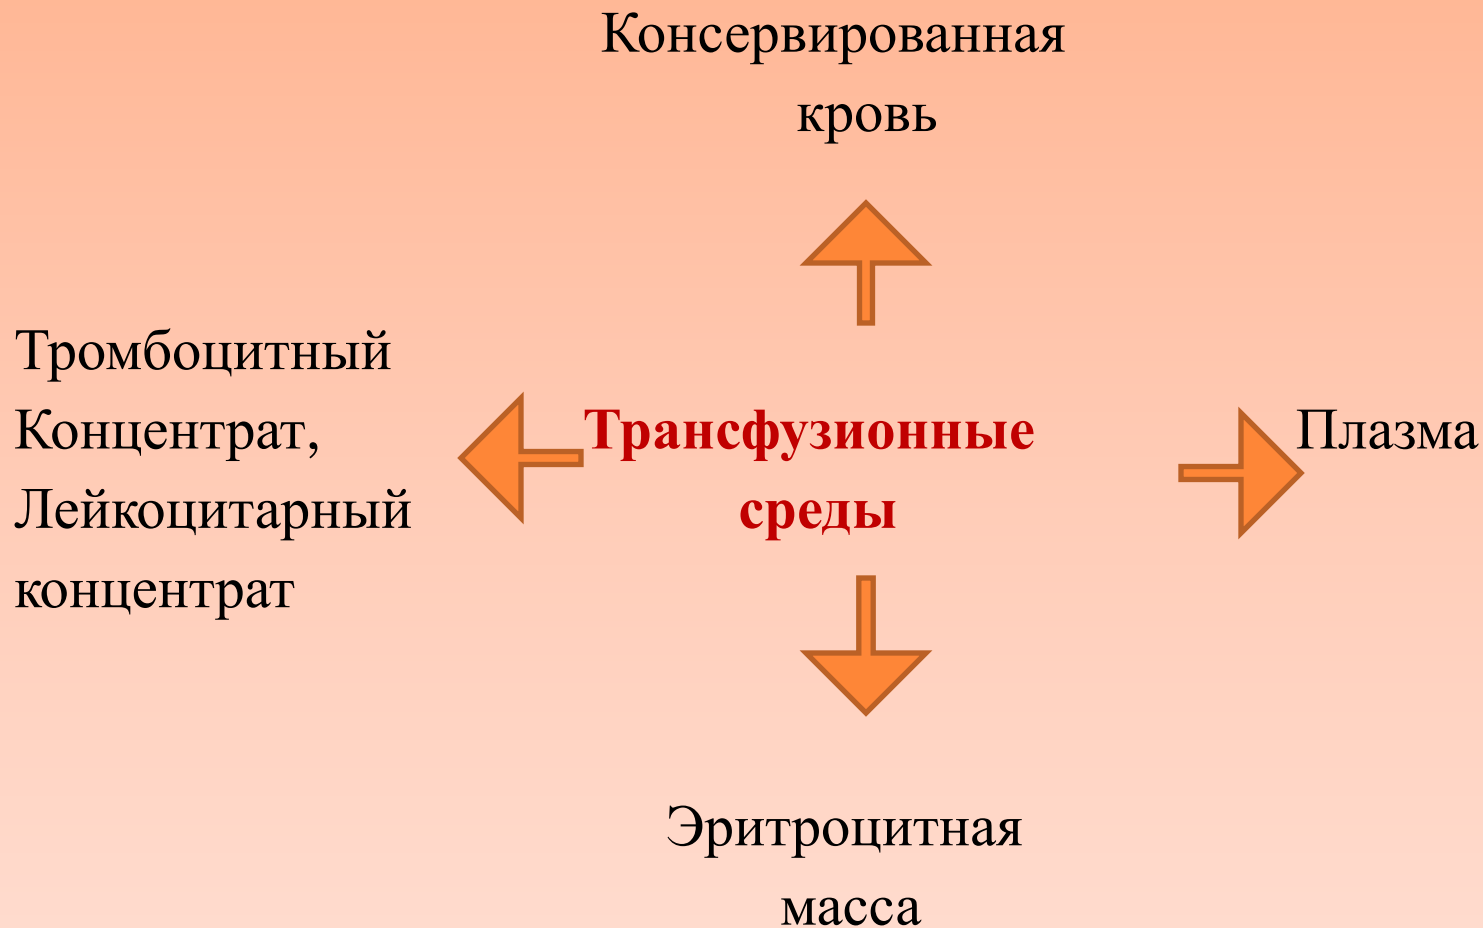 Консервированная
кровь
Тромбоцитный
Концентрат,
Лейкоцитарный
концентрат
Трансфузионные
среды
Плазма
Эритроцитная
масса